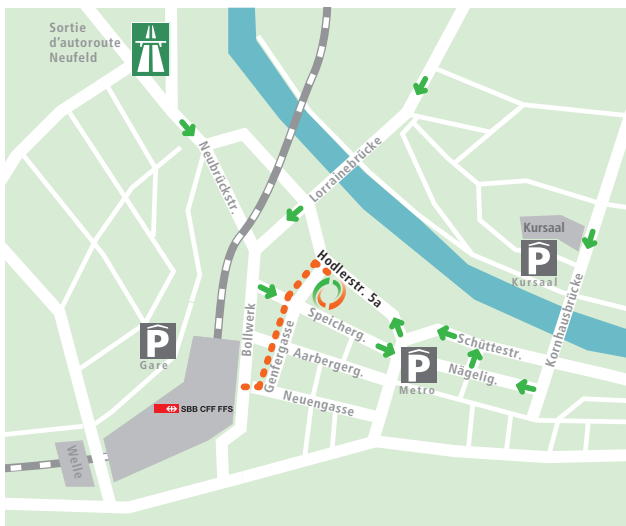 Sortie
d'autoroute
Neufeld
Neubrückstr.
Lorrainebrücke
Kursaal
P
Kursaal
Hodlerstr. 5a
Kornhausbrücke
Bollwerk
Speicherg.
Schüttestr.
P
Gare
Genfergasse
Aarbergerg.
P
Metro
Nägelig.
SBB CFF FFS
Neuengasse
Welle